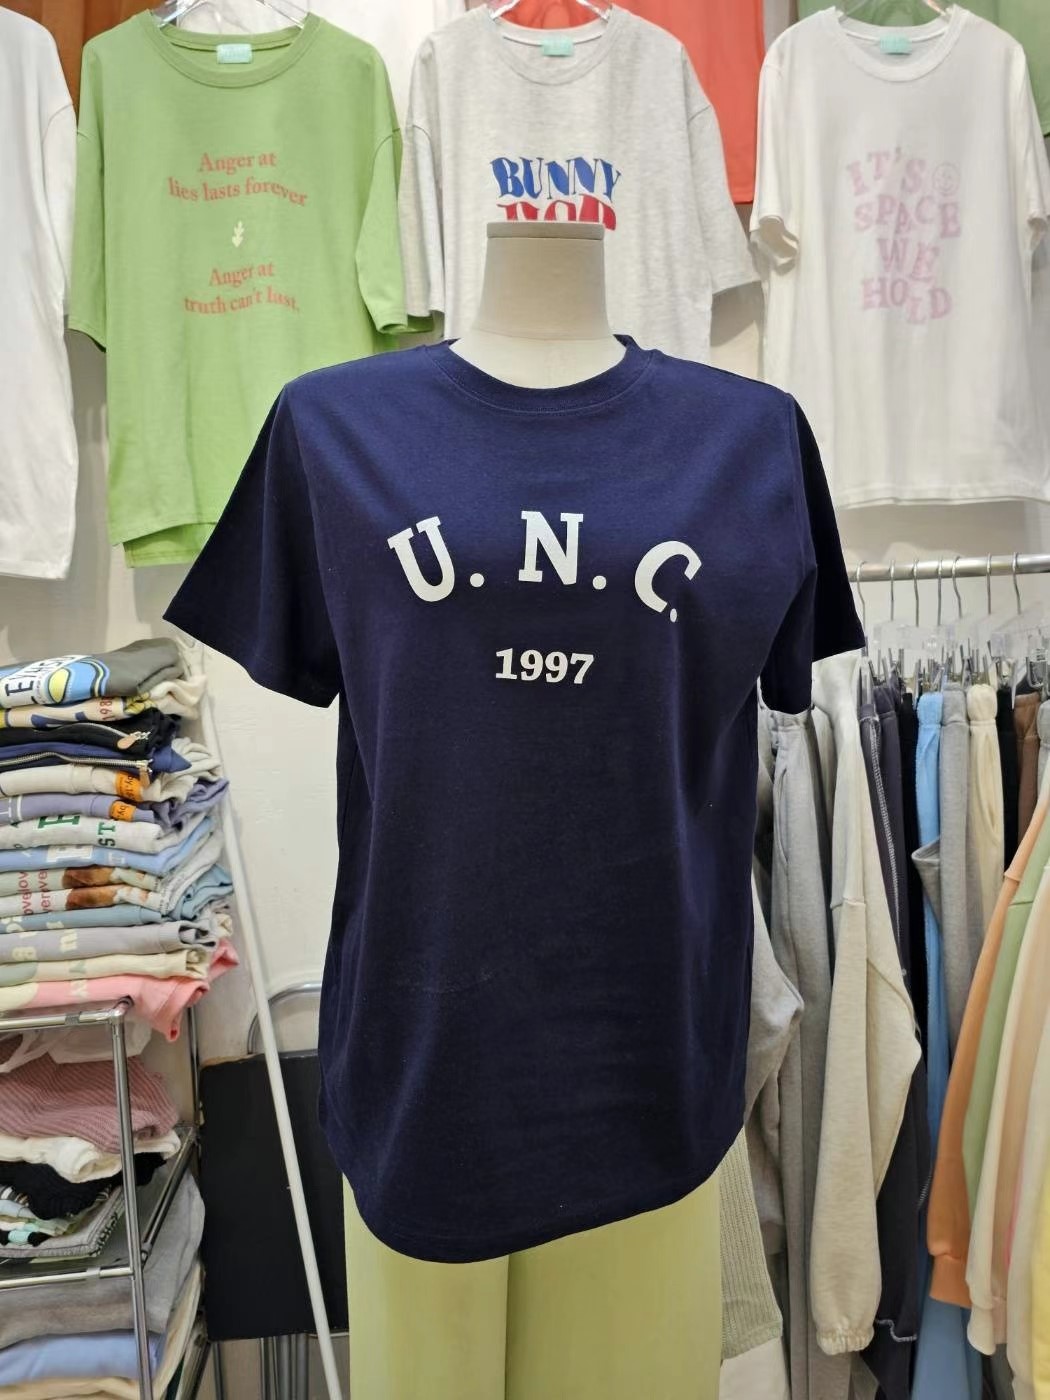 Anger at
lies lasts forever
Anger at
truth can't last.
BUNNY
IT'S
SPACE
WE
HOLD
U. N. C.
1997